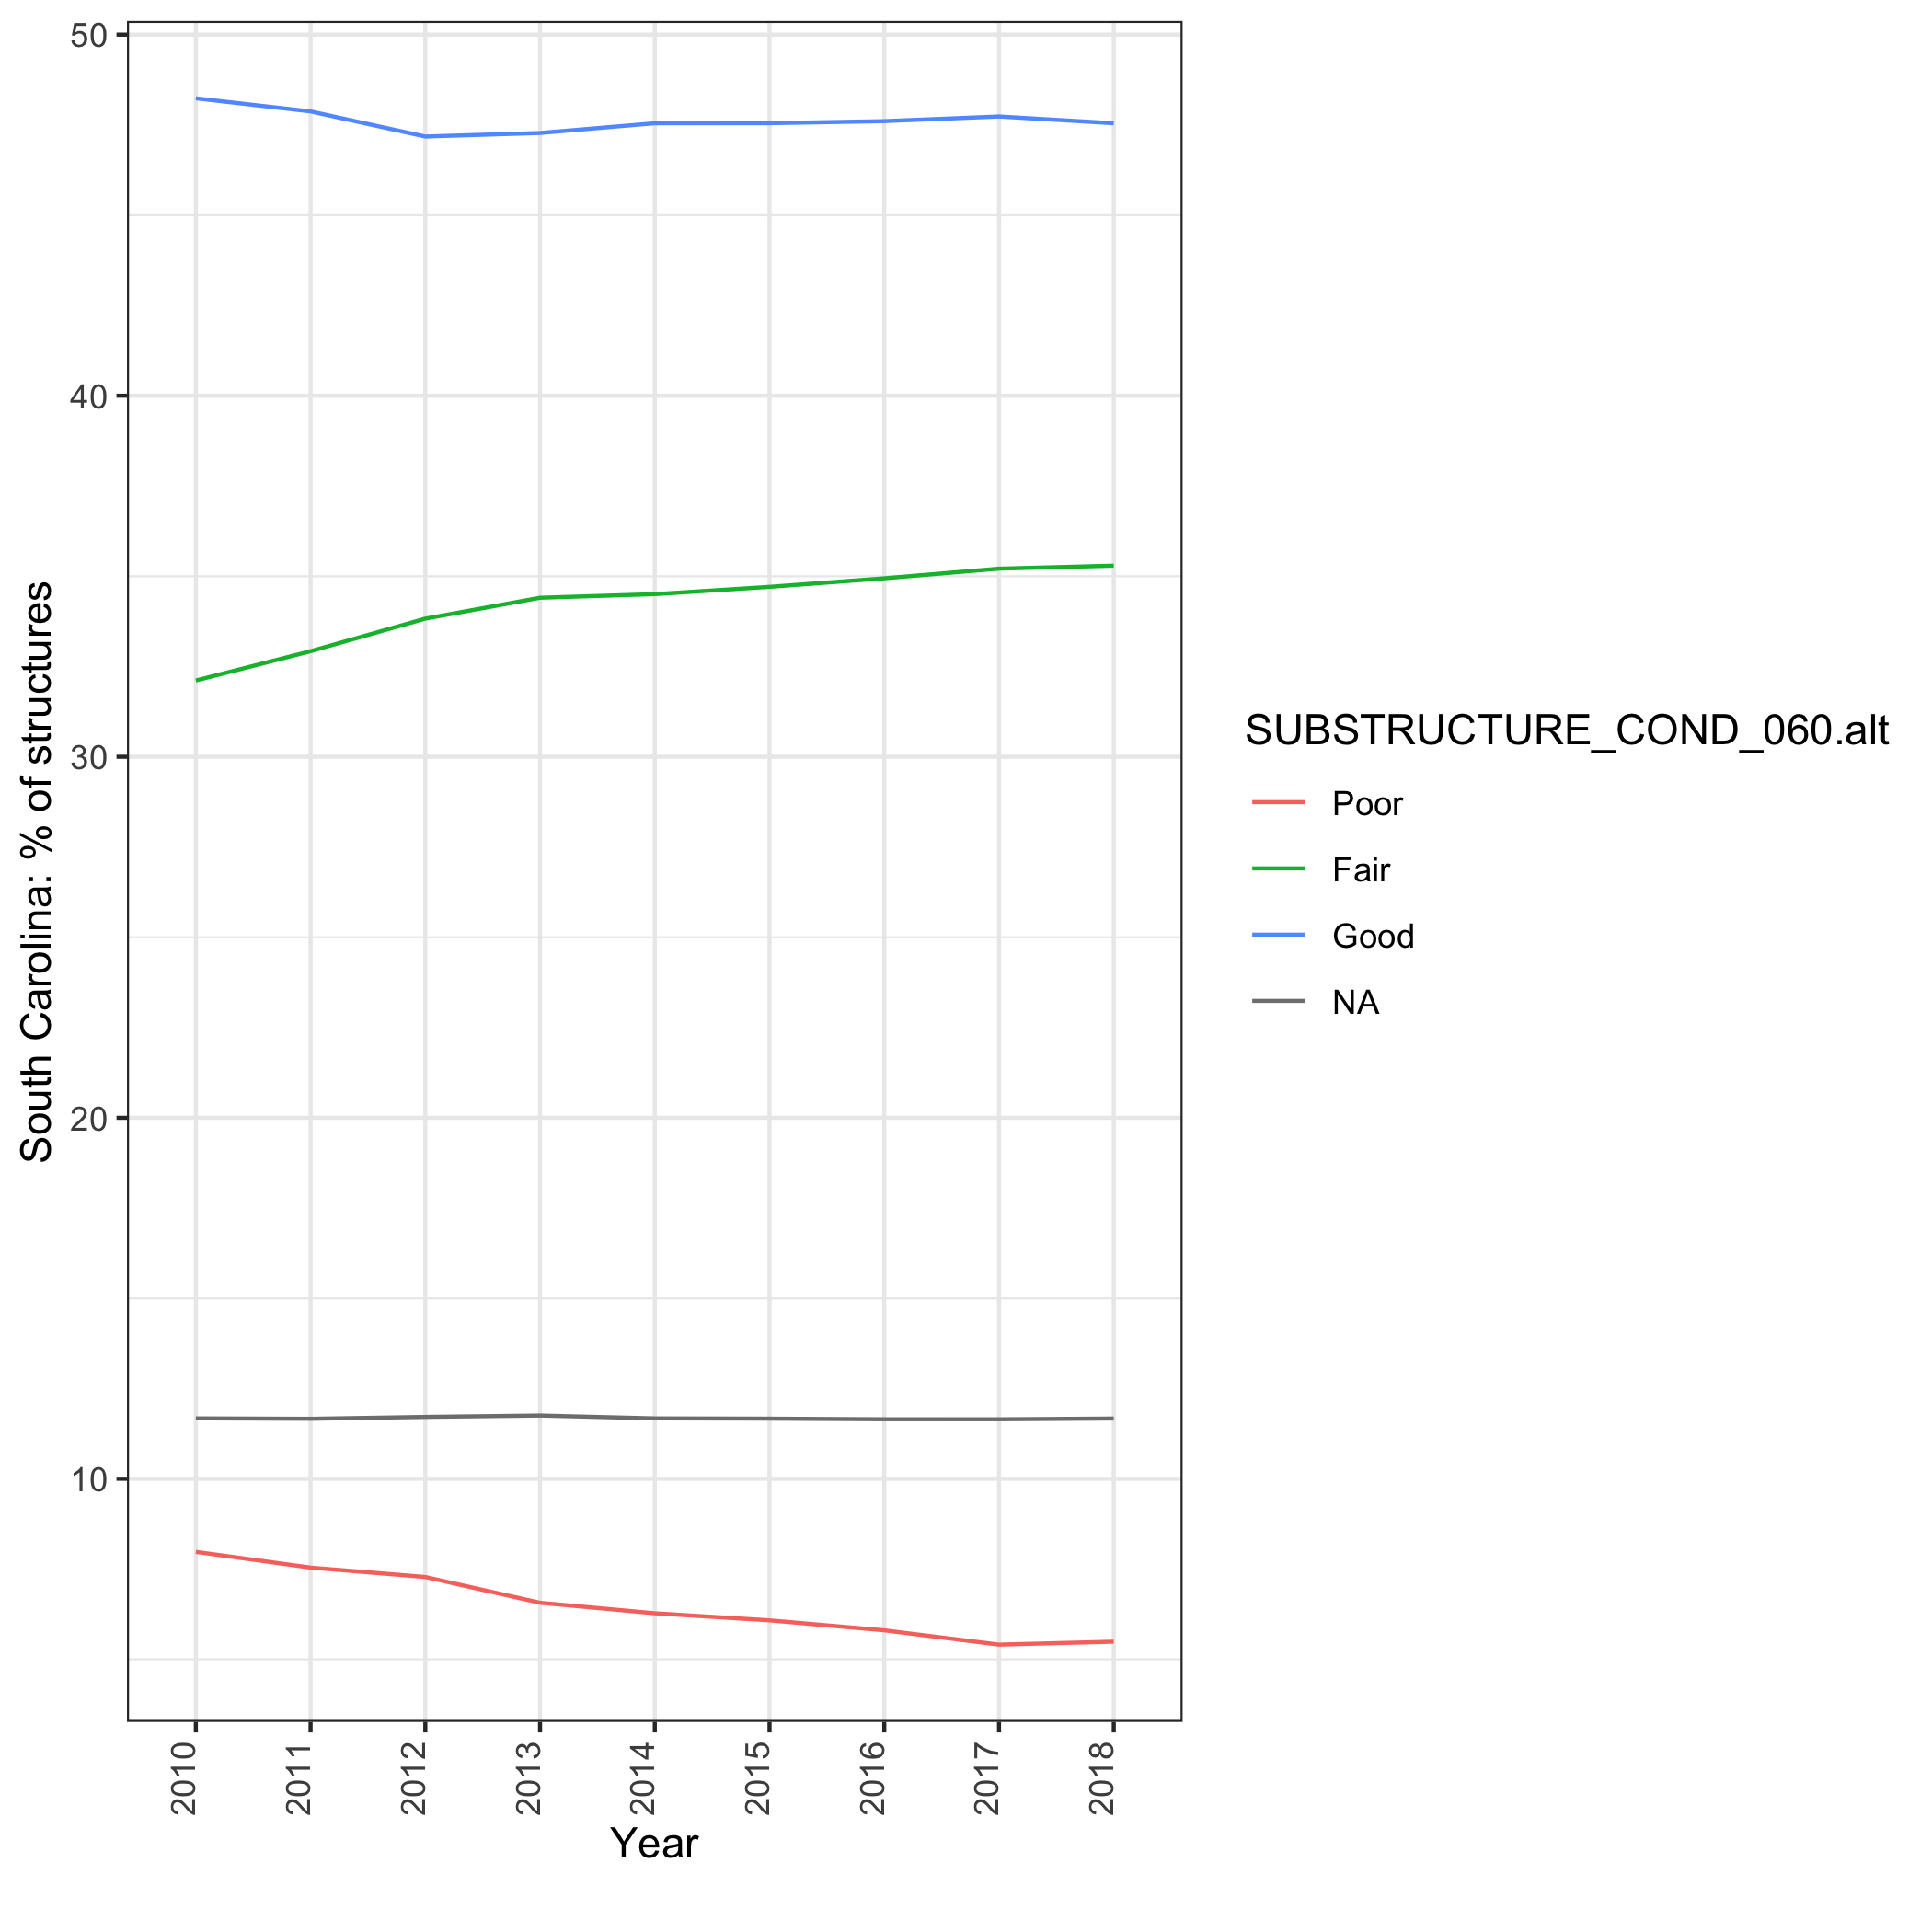 South Carolina: % of structures
50
40
30
20
10
2010
2011
2012
2013
2014
2015
2016
2017
2018
Year
SUBSTRUCTURE_COND_060.alt
Poor
Fair
Good
NA